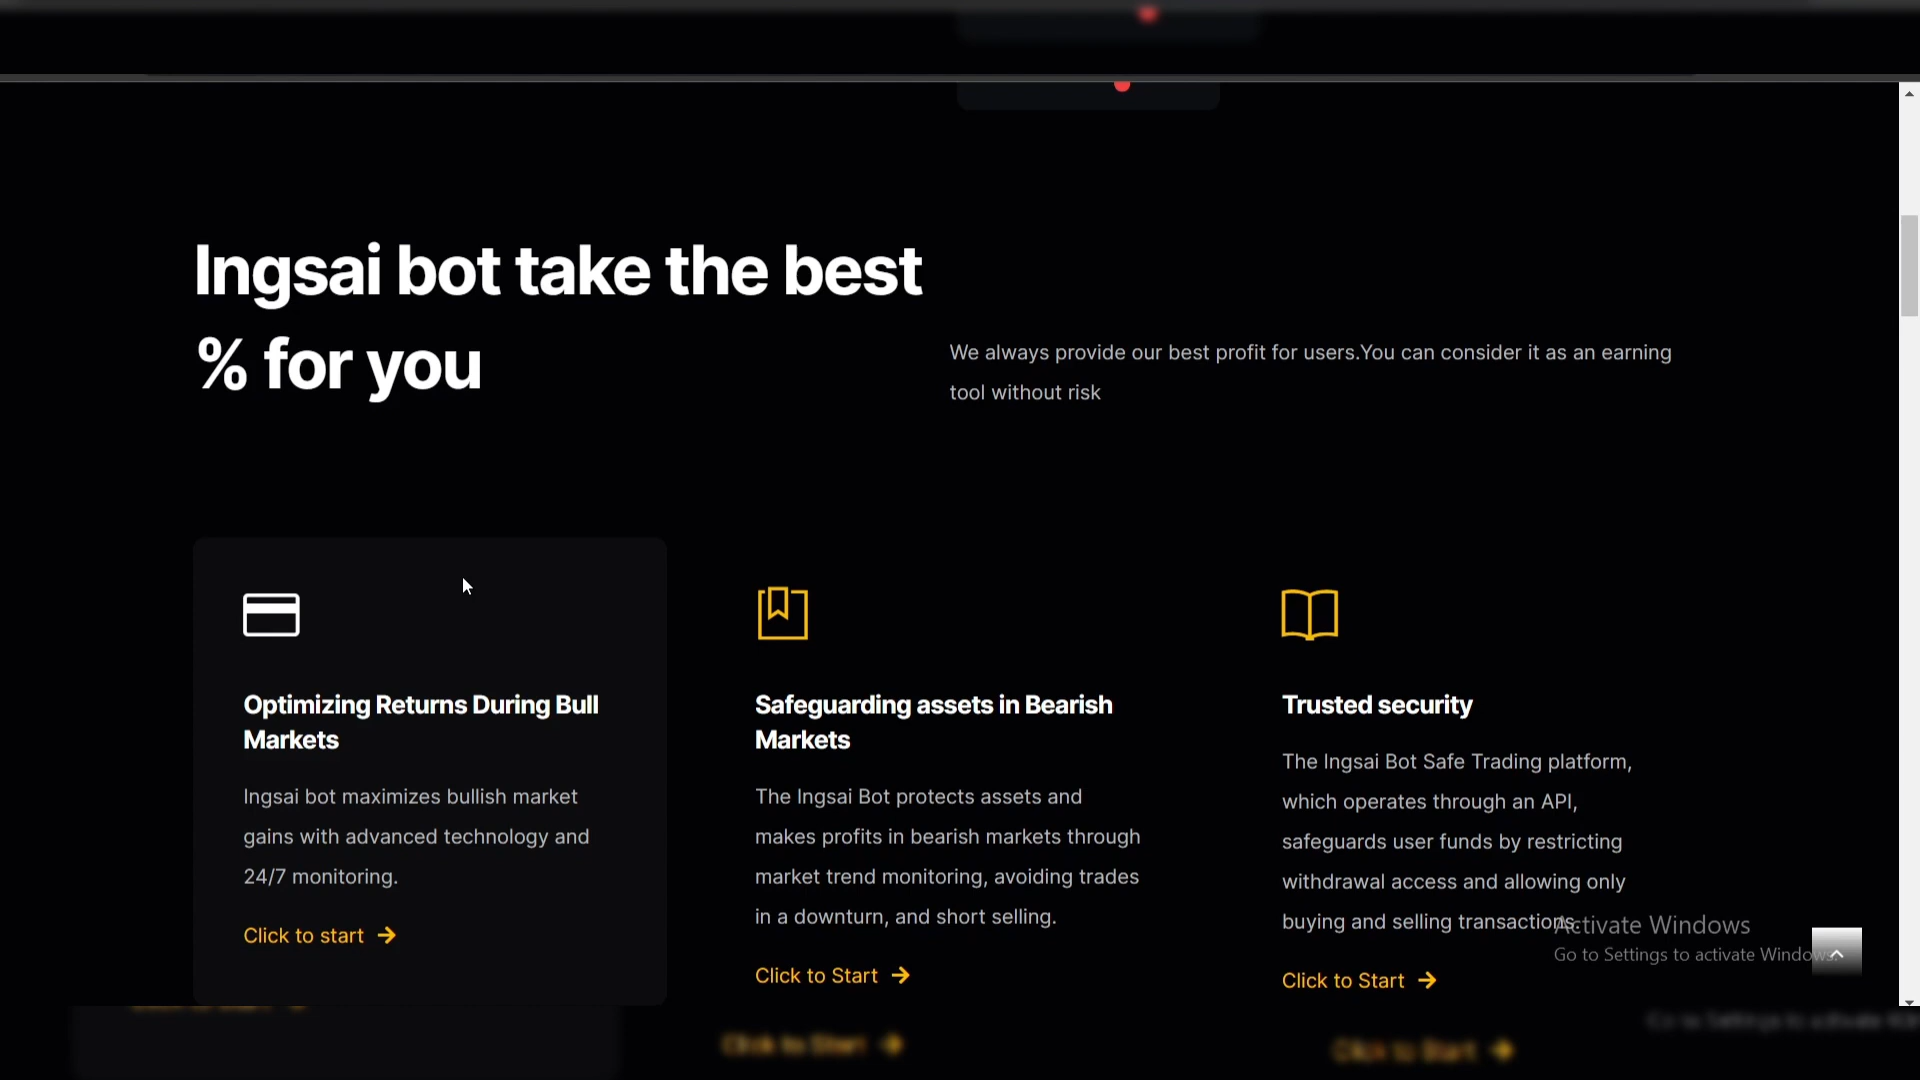 Ingsai bot take the best
% for you
We always provide our best profit for users.You can consider it as an earning
tool without risk
Optimizing Returns During Bull
Markets
Ingsai bot maximizes bullish market
gains with advanced technology and
24/7 monitoring.
Click to start
Safeguarding assets in Bearish
Markets
The Ingsai Bot protects assets and
makes profits in bearish markets through
market trend monitoring, avoiding trades
in a downturn, and short selling.
Click to Start
Trusted security
The Ingsai Bot Safe Trading platform,
which operates through an API,
safeguards user funds by restricting
withdrawal access and allowing only
buying and selling transactions.
Click to Start
Activate Windows
Go to Settings to activate Windows.
Click to Start
Click to Start